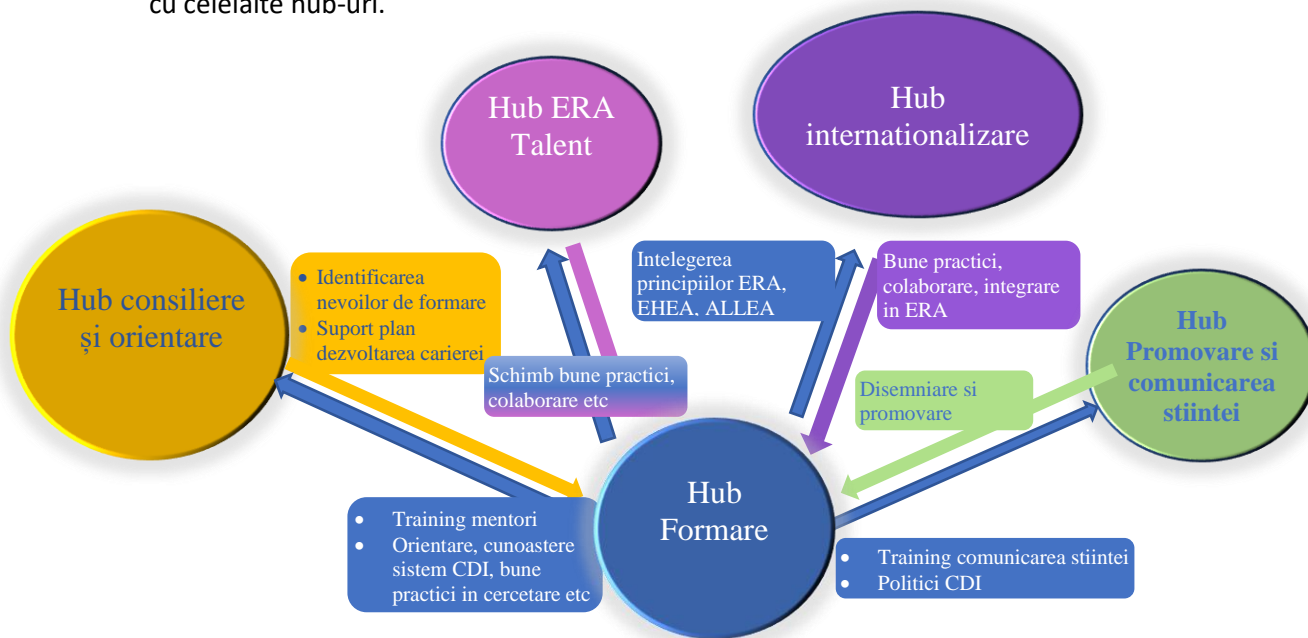 cu celelalte hub-uri.
Hub ERA
Talent
Hub
internationalizare
Hub consiliere
și orientare
• Identificarea
nevoilor de formare
• Suport plan
dezvoltarea carierei
Intelegerea
principiilor ERA,
EHEA, ALLEA
Bune practici,
colaborare, integrare
in ERA
Hub
Promovare si
comunicarea
stiintei
Schimb bune practici,
colaborare etc
Disemniare si
promovare
Hub
Formare
• Training mentori
• Orientare, cunoastere
sistem CDI, bune
practici in cercetare etc
• Training comunicarea stiintei
• Politici CDI